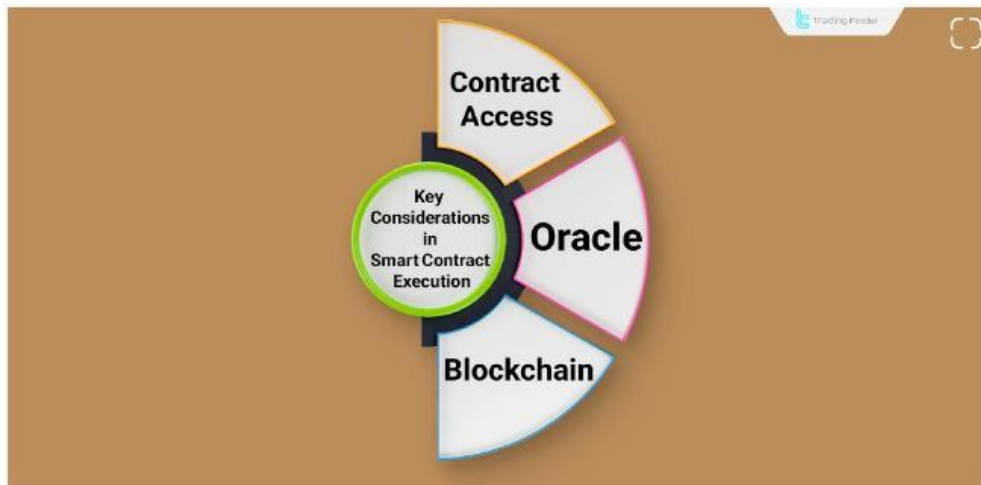 Trading Finder
Contract
Access
Key
Considerations
in
Smart Contract
Execution
Oracle
Blockchain